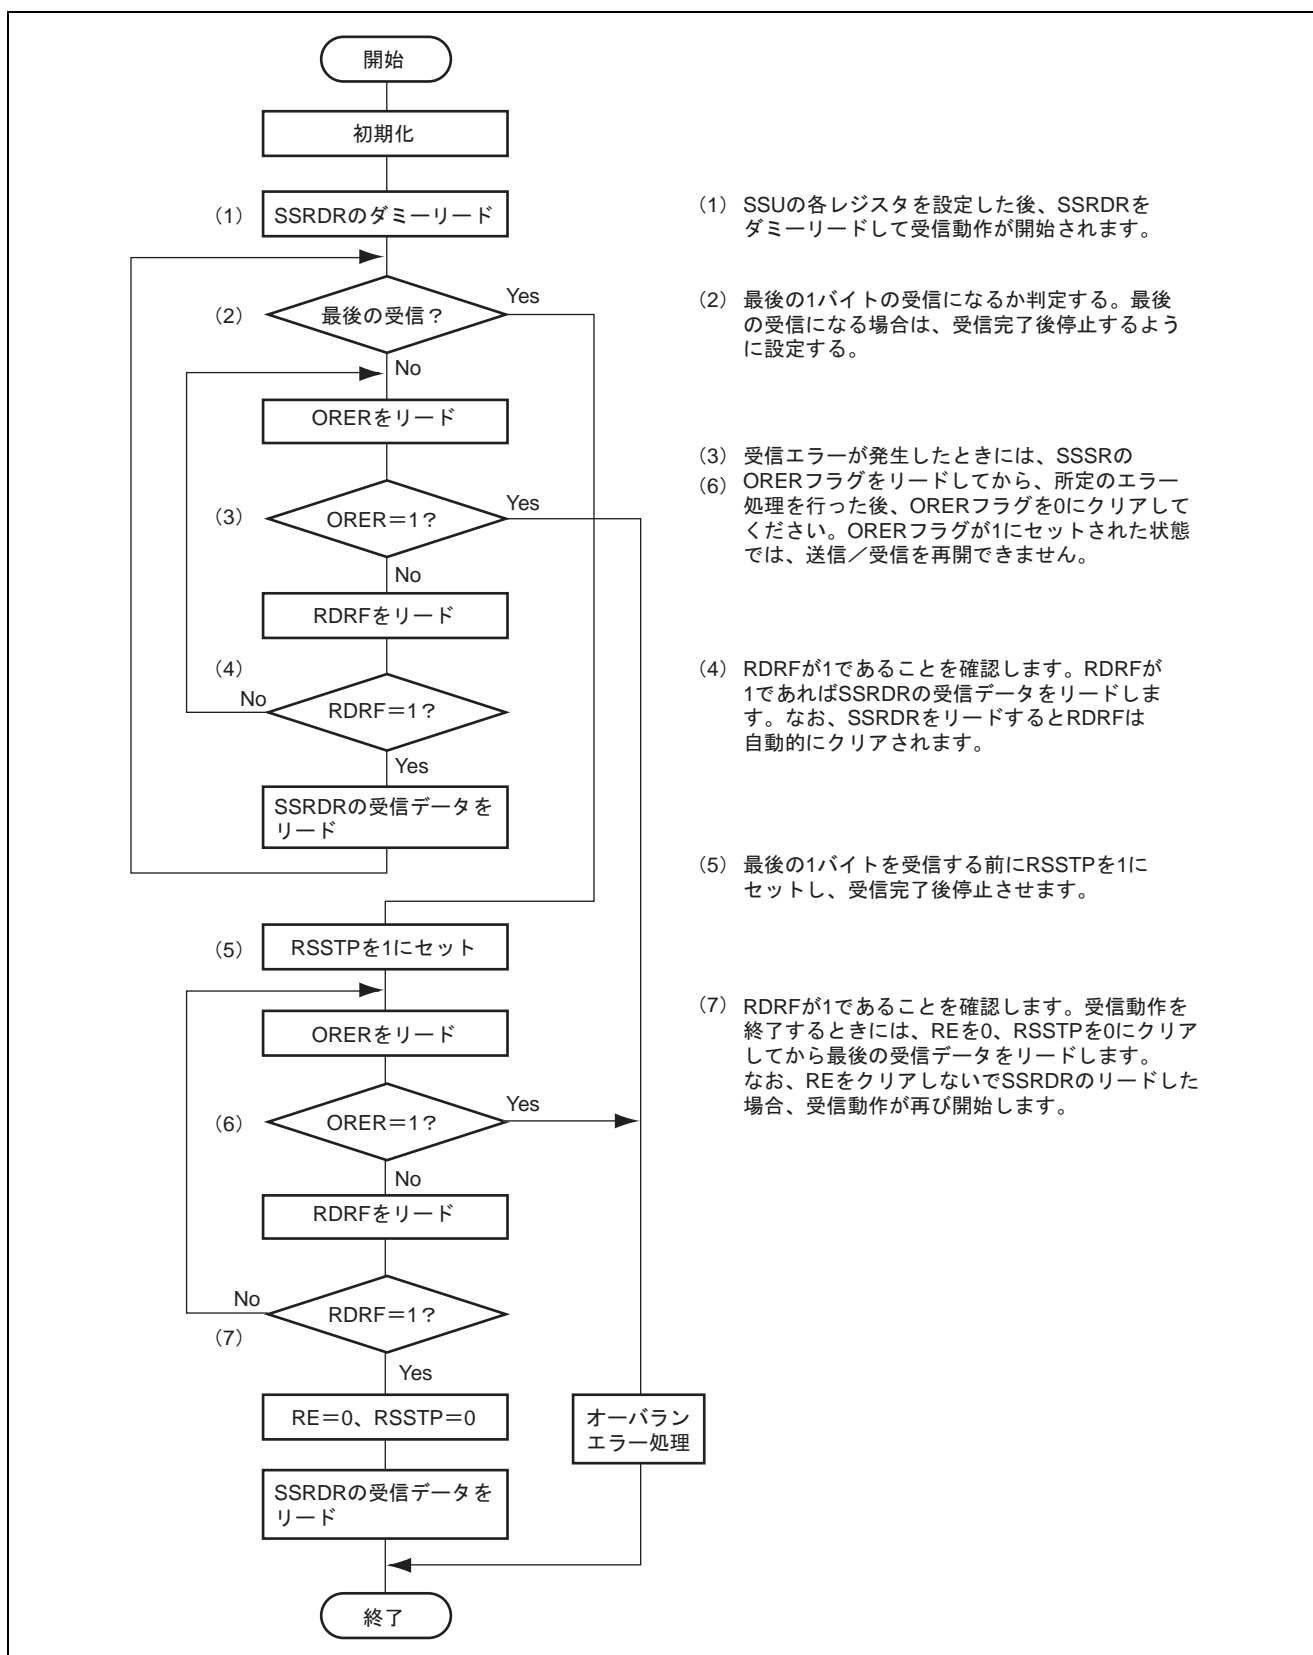 開始
初期化
(1)
SSRDRのダミーリード
(2)
最後の受信？
Yes
No
ORERをリード
(3)
ORER＝1？
Yes
No
RDRFをリード
(4)
No
RDRF＝1？
Yes
SSRDRの受信データを
リード
(5)
RSSTPを1にセット
ORERをリード
(6)
ORER＝1？
Yes
No
RDRFをリード
No
RDRF＝1？
(7)
Yes
RE＝0、RSSTP＝0
オーバラン
エラー処理
SSRDRの受信データを
リード
終了
(1) SSUの各レジスタを設定した後、SSRDRを
ダミーリードして受信動作が開始されます。
(2) 最後の1バイトの受信になるか判定する。最後
の受信になる場合は、受信完了後停止するよう
に設定する。
(3) 受信エラーが発生したときには、SSSRの
(6) ORERフラグをリードしてから、所定のエラー
処理を行った後、ORERフラグを0にクリアして
ください。ORERフラグが1にセットされた状態
では、送信／受信を再開できません。
(4) RDRFが1であることを確認します。RDRFが
1であればSSRDRの受信データをリードしま
す。なお、SSRDRをリードするとRDRFは
自動的にクリアされます。
(5) 最後の1バイトを受信する前にRSSTPを1に
セットし、受信完了後停止させます。
(7) RDRFが1であることを確認します。受信動作を
終了するときには、REを0、RSSTPを0にクリア
してから最後の受信データをリードします。
なお、REをクリアしないでSSRDRのリードした
場合、受信動作が再び開始します。